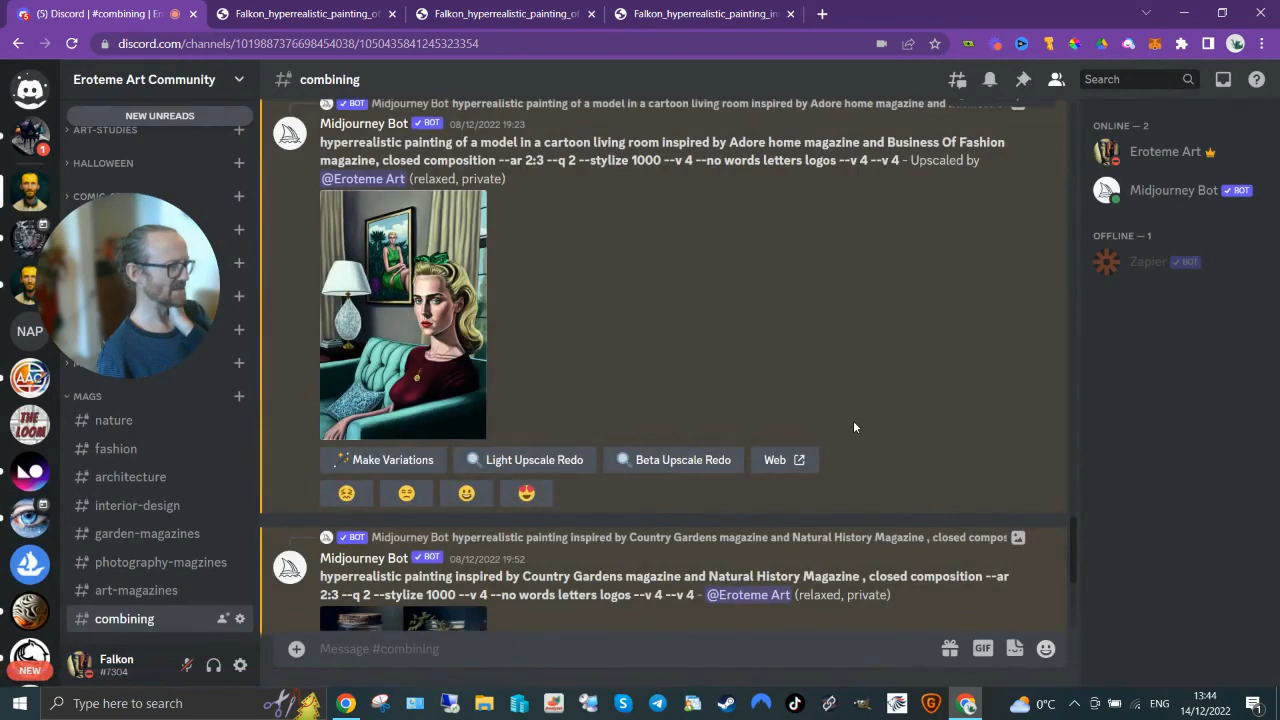 (5) Discord | # combining | Er
Falkon_hyperrealistic_painting_of
Falkon_hyperrealistic_painting_of
Falkon_hyperrealistic_painting_in
discord.com/channels/1019887376698454038/1050435841245323354
Eroteme Art Community
combining
Search
NEW UNREADS
ART-STUDIES
HALLOWEEN
1
NAP
AAC
THE LOOM
NEW
MAGS
nature
fashion
architecture
interior-design
garden-magazines
photography-magzines
art-magazines
combining
Falkon
#7304
BOT Midjourney Bot hyperrealistic painting of a model in a cartoon living room inspired by Adore home magazine and
Midjourney Bot BOT 08/12/2022 19:23
hyperrealistic painting of a model in a cartoon living room inspired by Adore home magazine and Business Of Fashion
magazine, closed composition --ar 2:3 --q 2 --stylize 1000 --v 4 --no words letters logos --v 4 --v 4 - Upscaled by
@Eroteme Art (relaxed, private)
Make Variations Light Upscale Redo Beta Upscale Redo Web
BOT Midjourney Bot hyperrealistic painting inspired by Country Gardens magazine and Natural History Magazine , closed compos
Midjourney Bot BOT 08/12/2022 19:52
hyperrealistic painting inspired by Country Gardens magazine and Natural History Magazine , closed composition --ar
2:3 --q 2 --stylize 1000 --v 4 --no words letters logos --v 4 --v 4 - @Eroteme Art (relaxed, private)
Message #combining
GIF
ONLINE — 2
Eroteme Art
Midjourney Bot BOT
OFFLINE — 1
Zapier BOT
Type here to search
0°C
ENG
13:44
14/12/2022